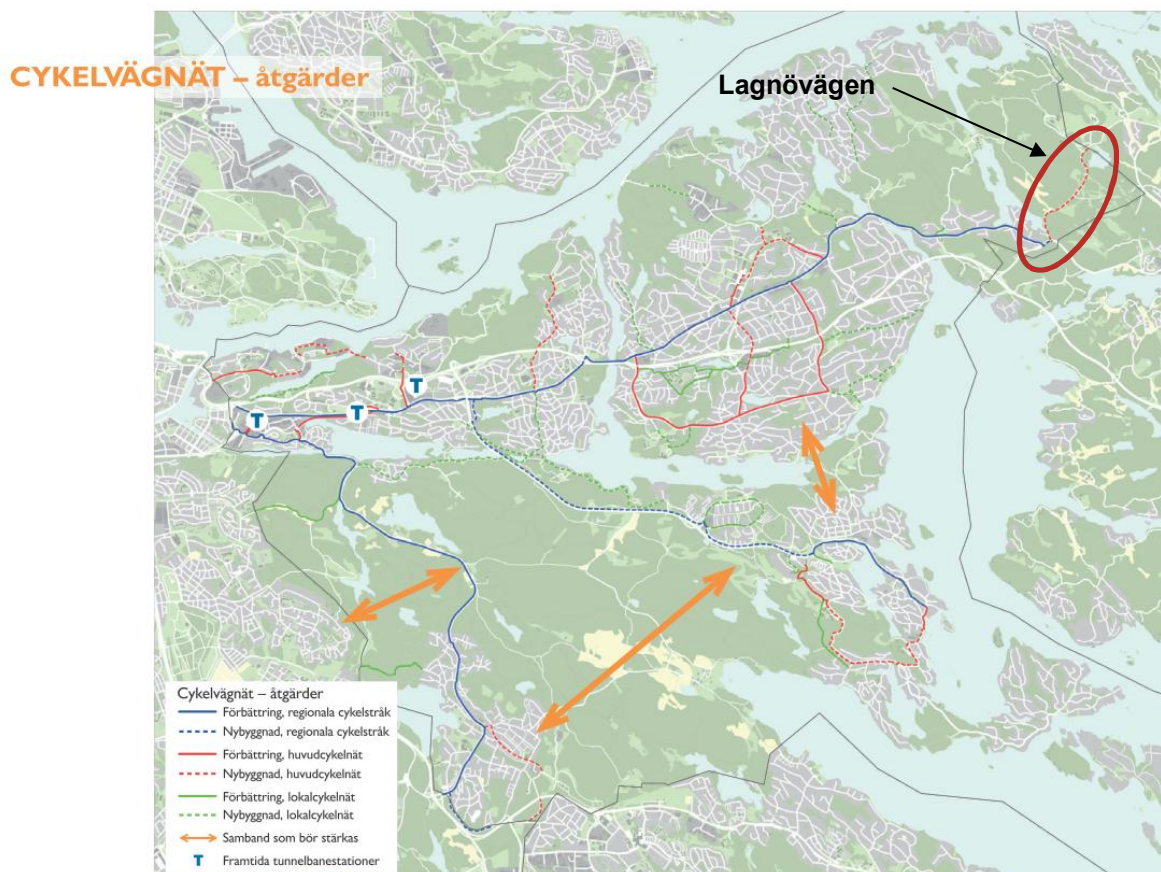 CYKELVÄGNÄT – åtgärder
Lagnövägen
T
T
T
Cykelvägnät – åtgärder
Förbättring, regionala cykelstråk
Nybyggnad, regionala cykelstråk
Förbättring, huvudcykelnät
Nybyggnad, huvudcykelnät
Förbättring, lokalcykelnät
Nybyggnad, lokalcykelnät
Samband som bör stärkas
T Framtida tunnelbanestationer